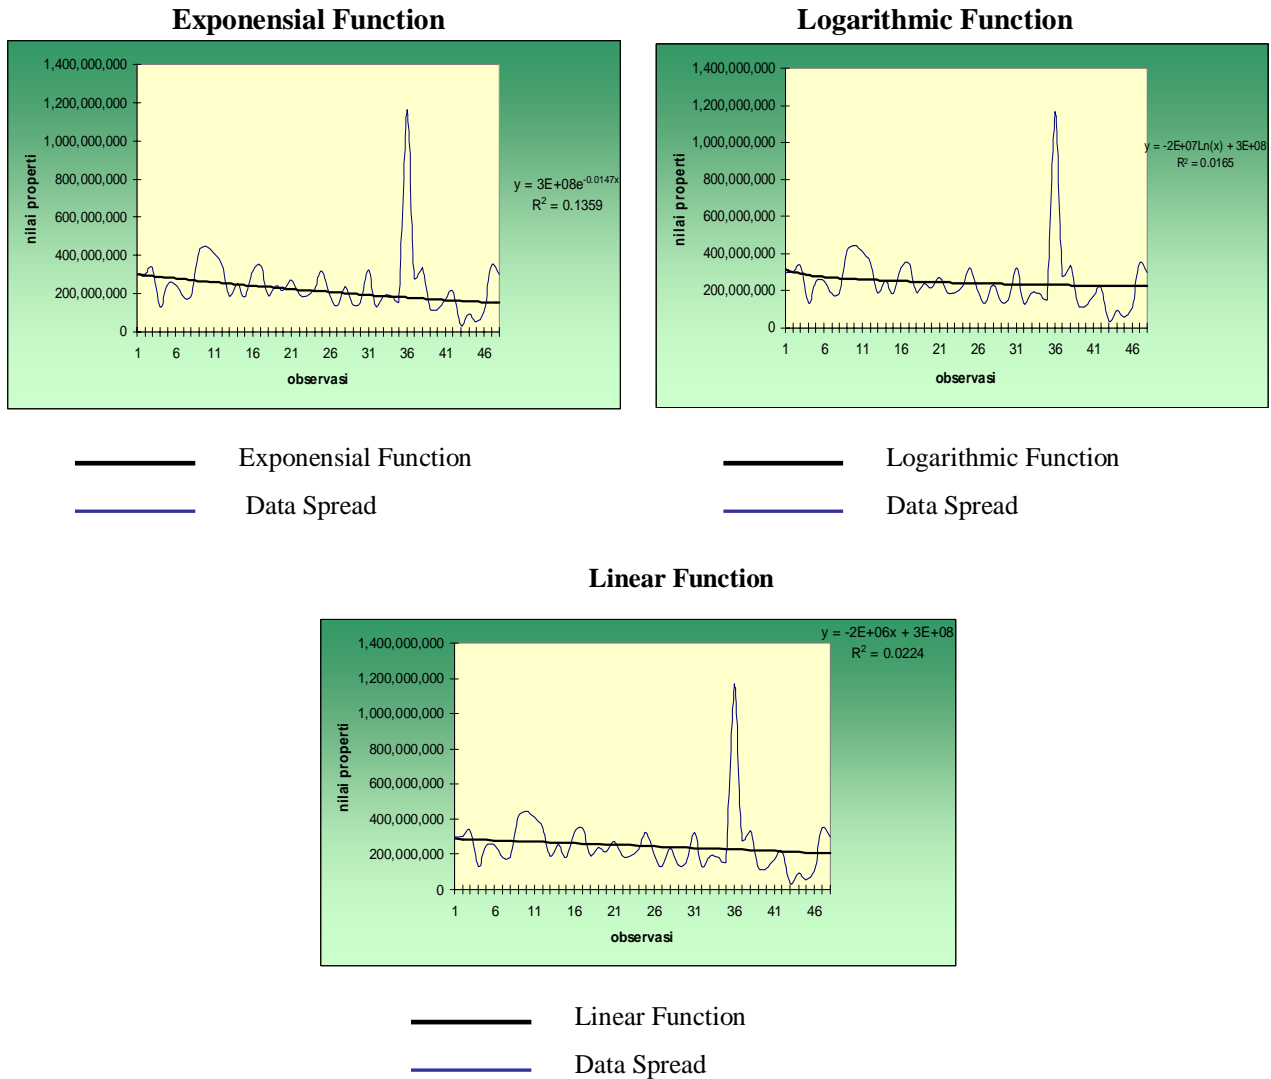 Exponensial Function
1,400,000,000
1,200,000,000
1,000,000,000
800,000,000
600,000,000
400,000,000
200,000,000
0
nilai properti
1 6 11 16 21 26 31 36 41 46
observasi
y = 3E+08e^-0.0147x
R² = 0.1359
Exponensial Function
Data Spread
Logarithmic Function
1,400,000,000
1,200,000,000
1,000,000,000
800,000,000
600,000,000
400,000,000
200,000,000
0
nilai properti
1 6 11 16 21 26 31 36 41 46
observasi
y = -2E+07Ln(x) + 3E+08
R² = 0.0165
Logarithmic Function
Data Spread
Linear Function
y = -2E+06x + 3E+08
R² = 0.0224
1,400,000,000
1,200,000,000
1,000,000,000
800,000,000
600,000,000
400,000,000
200,000,000
0
nilai properti
1 6 11 16 21 26 31 36 41 46
observasi
Linear Function
Data Spread